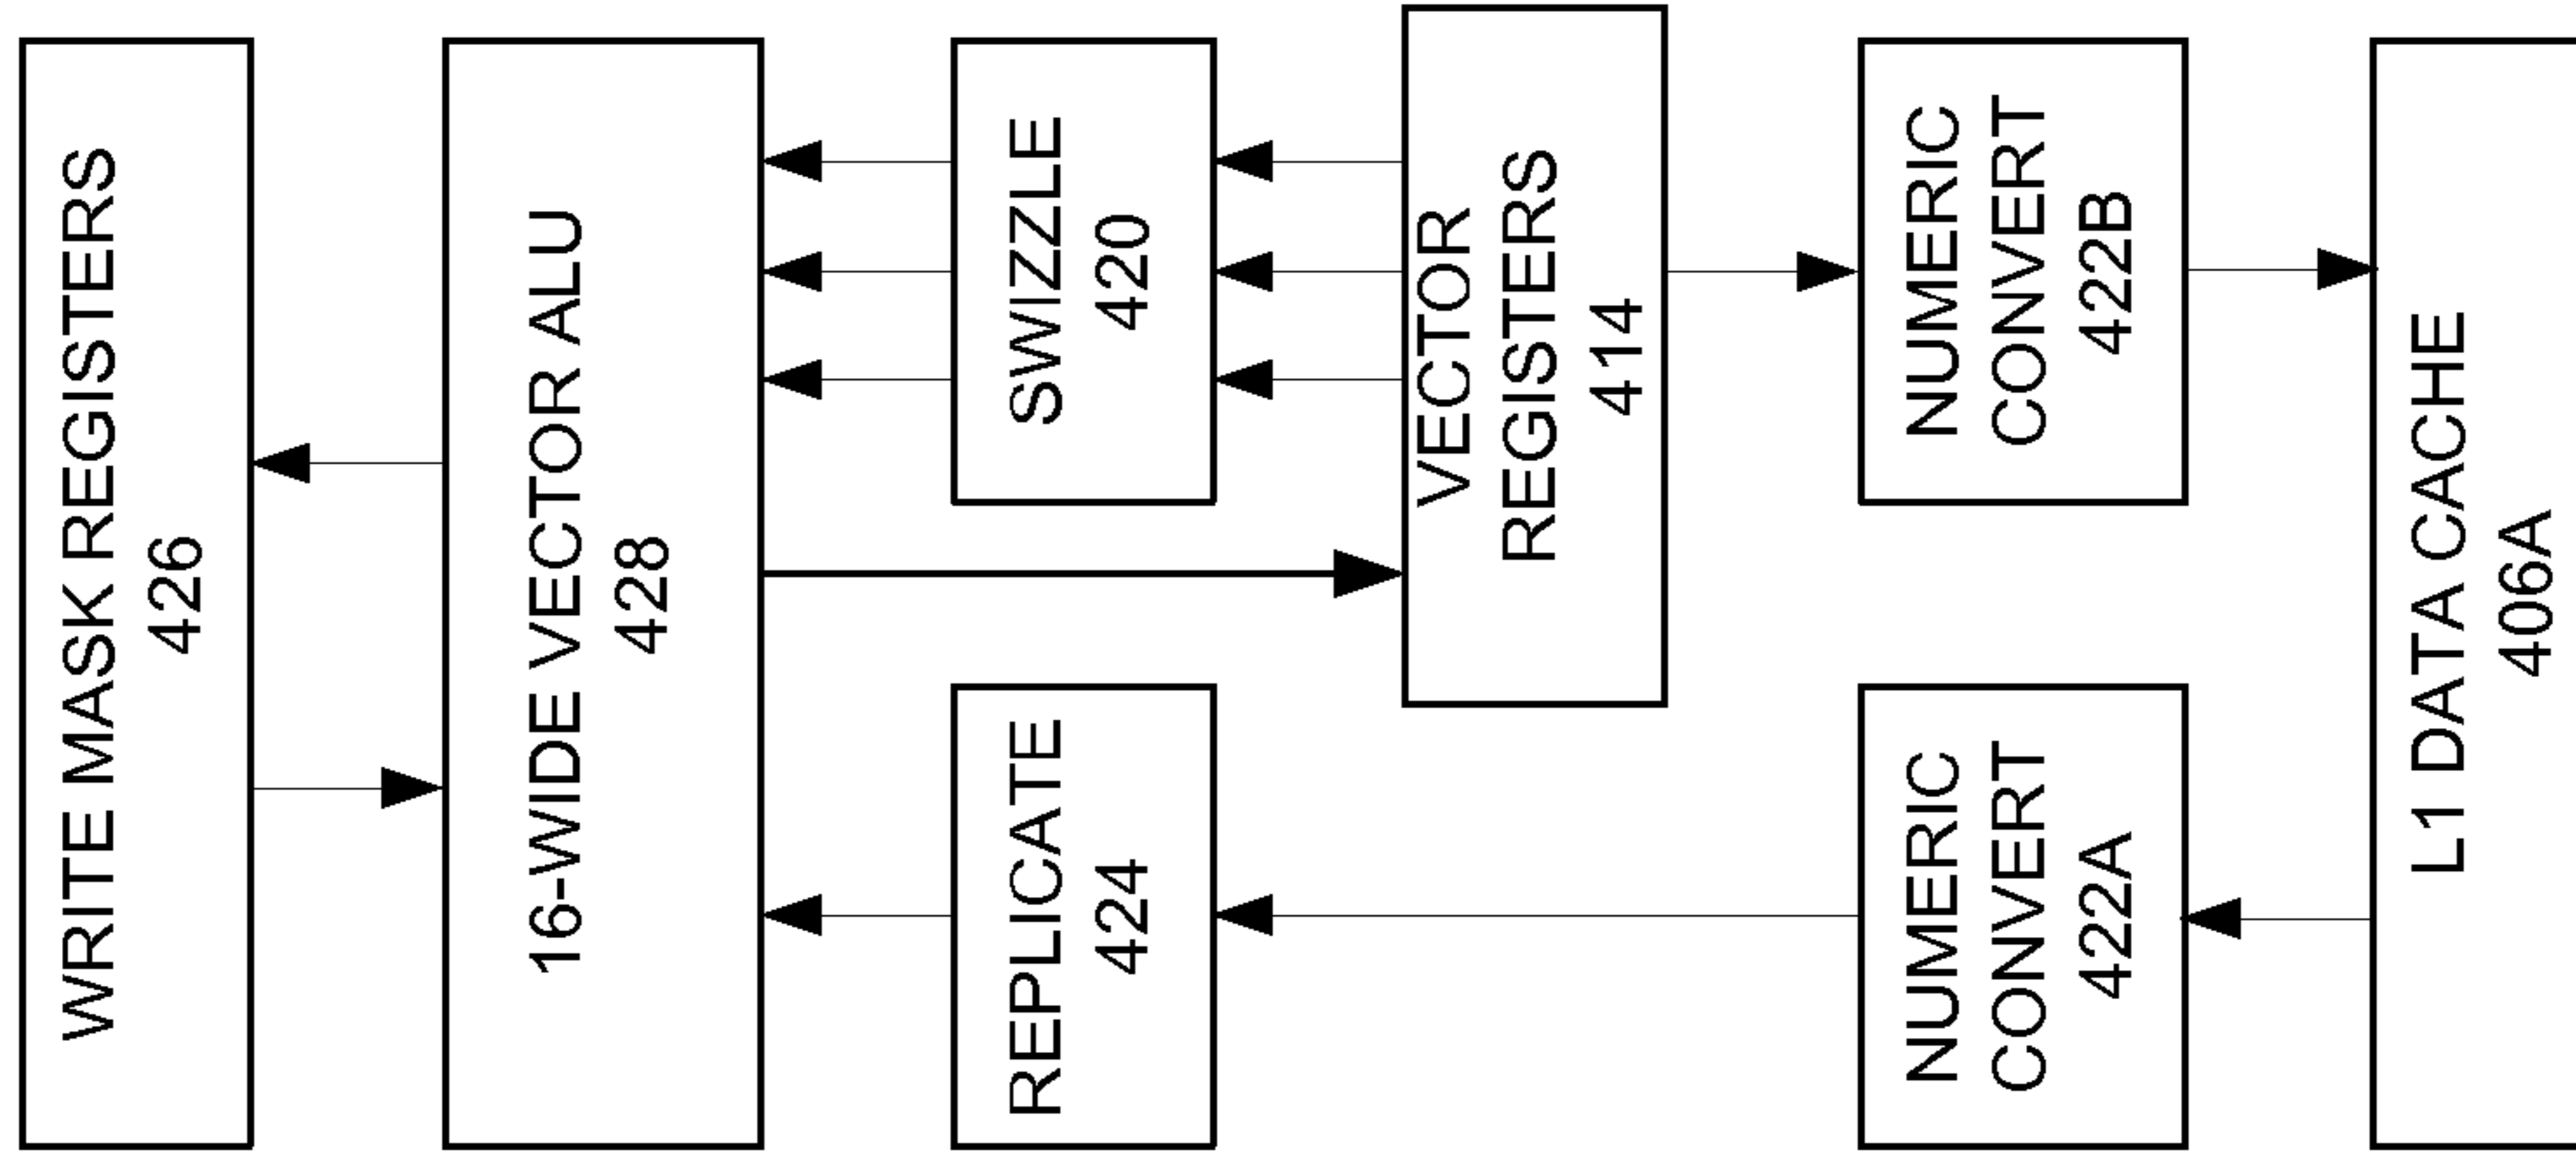 WRITE MASK REGISTERS
426
16-WIDE VECTOR ALU
428
REPLICATE
424
SWIZZLE
420
VECTOR
REGISTERS
414
NUMERIC
CONVERT
422A
NUMERIC
CONVERT
422B
L1 DATA CACHE
406A